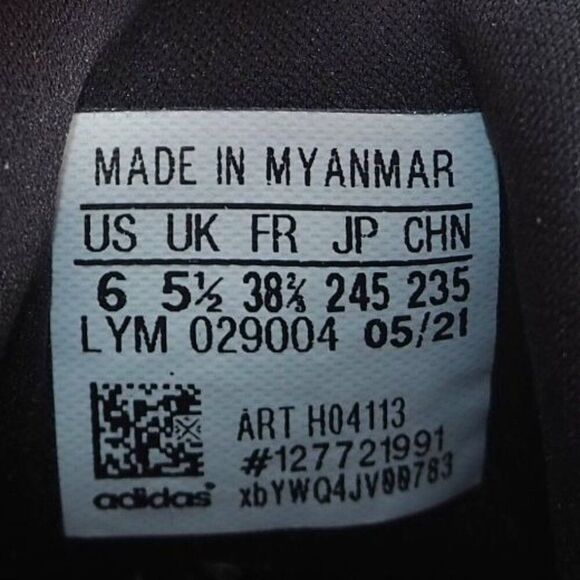 MADE IN MYANMAR
US UK FR JP CHN
6 5½ 38⅔ 245 235
LYM 029004 05/21
ART H04113
#127721991
xbYWQ4JV00783
adidas